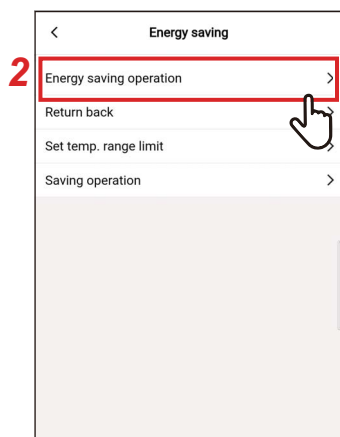 Energy saving
2
Energy saving operation
Return back
Set temp. range limit
Saving operation